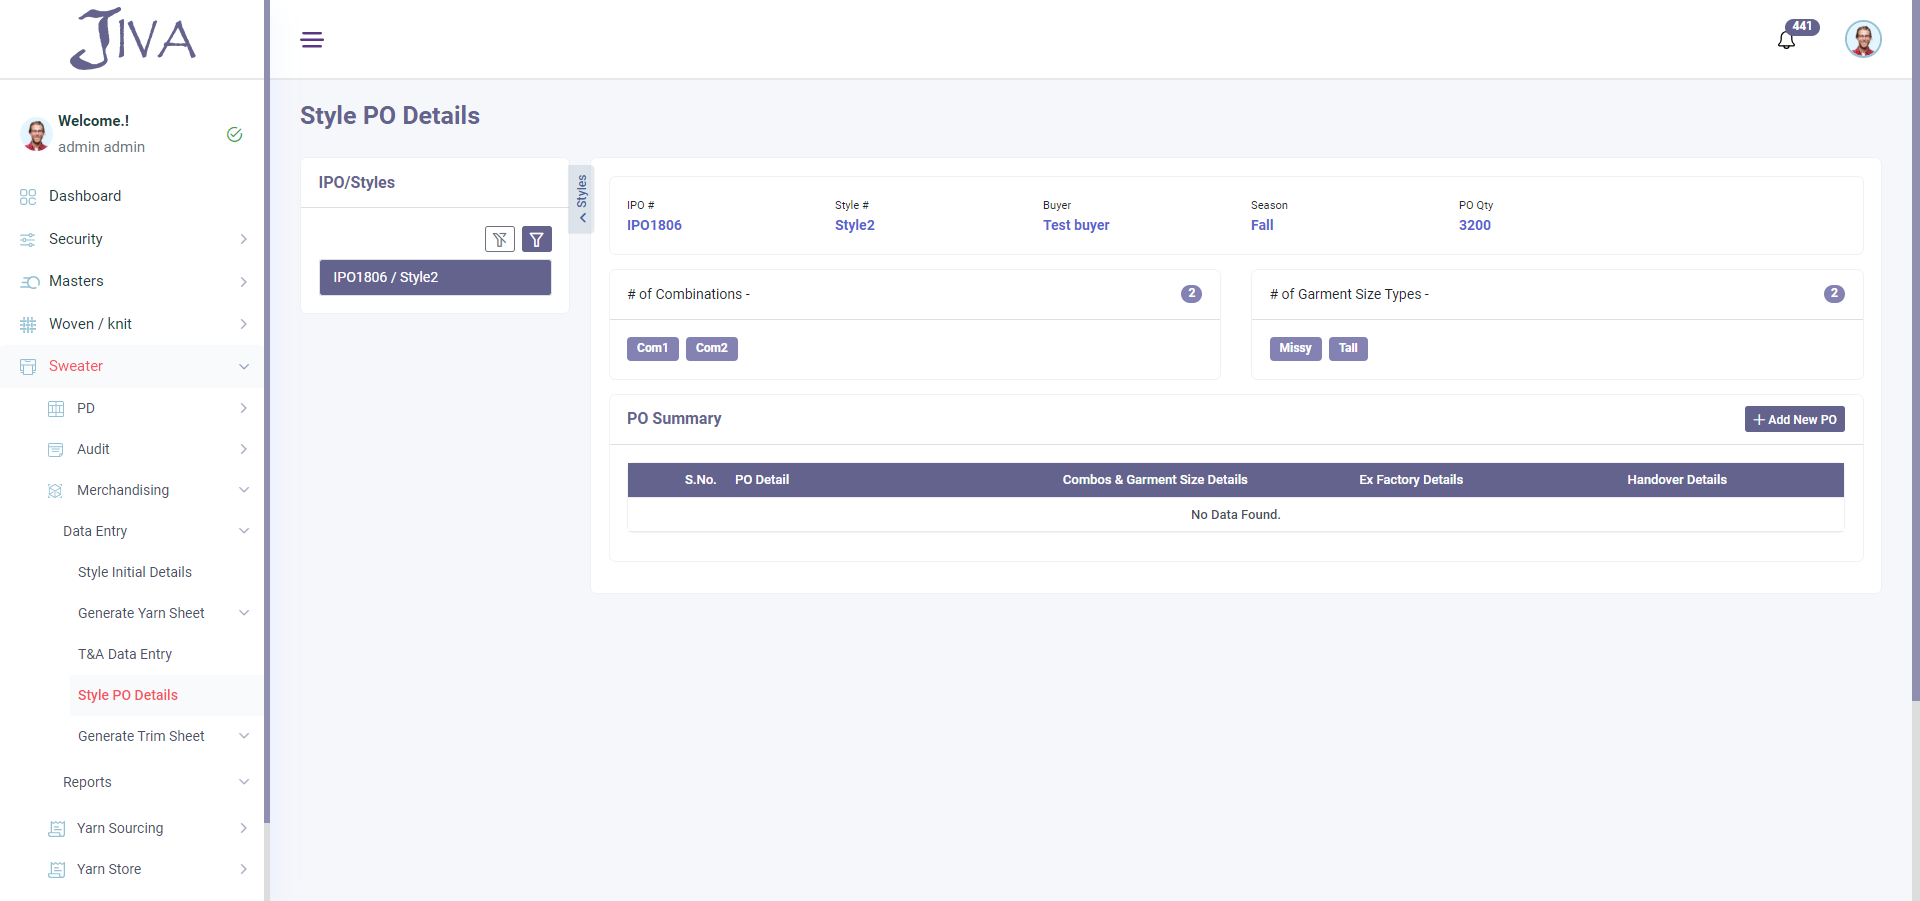 JIVA
441
Welcome.!
admin admin
Dashboard
Security
Masters
Woven / knit
Sweater
PD
Audit
Merchandising
Data Entry
Style Initial Details
Generate Yarn Sheet
T&A Data Entry
Style PO Details
Generate Trim Sheet
Reports
Yarn Sourcing
Yarn Store
Style PO Details
IPO/Styles
IPO1806 / Style2
Styles
IPO # Style # Buyer Season PO Qty
IPO1806 Style2 Test buyer Fall 3200
# of Combinations - 2
Com1 Com2
# of Garment Size Types - 2
Missy Tall
PO Summary
+ Add New PO
S.No. PO Detail Combos & Garment Size Details Ex Factory Details Handover Details
No Data Found.